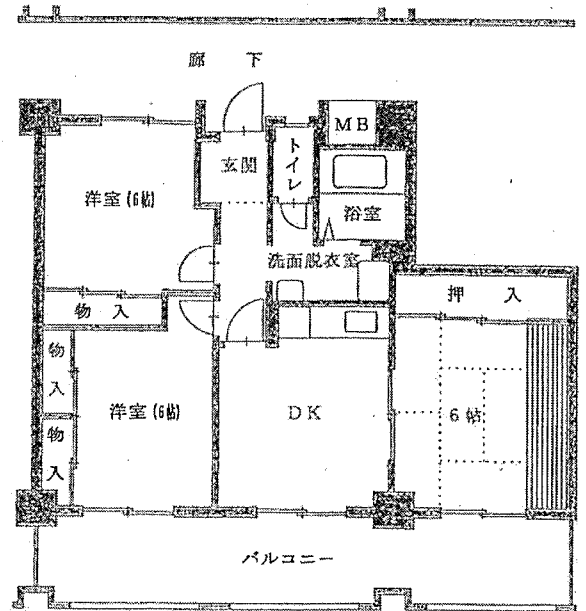 廊 下
MB
玄関
トイレ
洋室(6帖)
浴室
洗面脱衣室
押 入
物 入
物入
洋室(6帖)
DK
6帖
物入
バルコニー